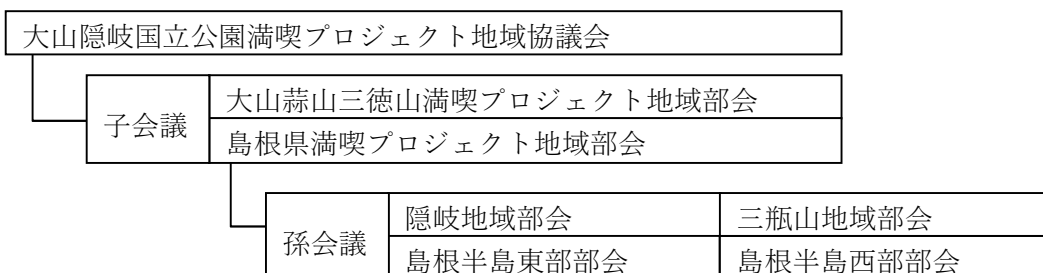 大山隠岐国立公園満喫プロジェクト地域協議会
子会議
大山蒜山三徳山満喫プロジェクト地域部会
島根県満喫プロジェクト地域部会
孫会議
隠岐地域部会
三瓶山地域部会
島根半島東部部会
島根半島西部部会